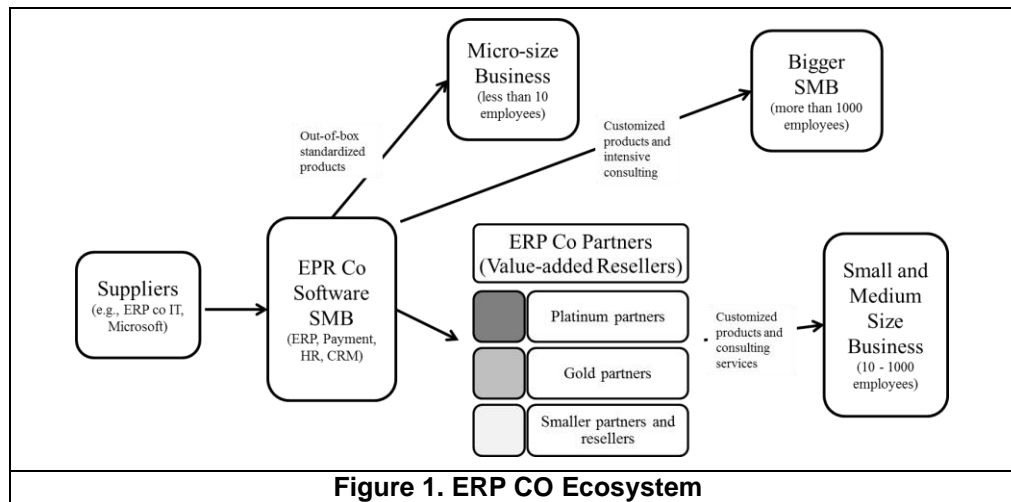 Micro-size
Business
(less than 10
employees)
Bigger
SMB
(more than 1000
employees)
Out-of-box
standardized
products
Customized
products and
intensive
consulting
Suppliers
(e.g., ERP co IT,
Microsoft)
EPR Co
Software
SMB
(ERP, Payment,
HR, CRM)
ERP Co Partners
(Value-added Resellers)
Platinum partners
Gold partners
Smaller partners and
resellers
Customized
products and
consulting
services
Small and
Medium
Size
Business
(10 - 1000
employees)
Figure 1. ERP CO Ecosystem